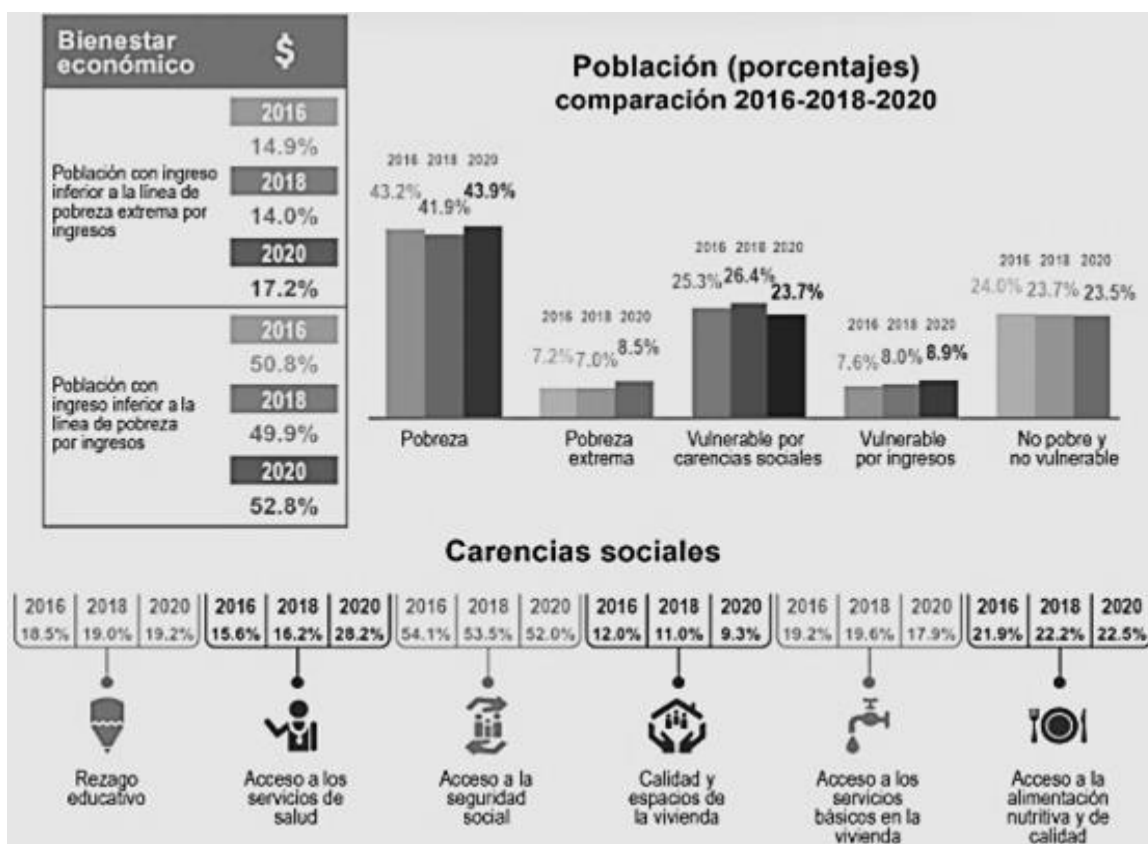 Bienestar
económico
$
2016
14.9%
Población con ingreso
inferior a la línea de
pobreza extrema por
ingresos
2018
14.0%
2020
17.2%
2016
50.8%
Población con
ingreso inferior a la
línea de pobreza
por ingresos
2018
49.9%
2020
52.8%
Población (porcentajes)
comparación 2016-2018-2020
2016 2018 2020
43.2% 41.9% 43.9%
Pobreza
2016 2018 2020
7.2% 7.0% 8.5%
Pobreza
extrema
2016 2018 2020
25.3% 26.4% 23.7%
Vulnerable por
carencias sociales
2016 2018 2020
7.6% 8.0% 8.9%
Vulnerable
por ingresos
2016 2018 2020
24.0% 23.7% 23.5%
No pobre y
no vulnerable
Carencias sociales
2016 2018 2020
18.5% 19.0% 19.2%
Rezago
educativo
2016 2018 2020
15.6% 16.2% 28.2%
Acceso a los
servicios de
salud
2016 2018 2020
54.1% 53.5% 52.0%
Acceso a la
seguridad
social
2016 2018 2020
12.0% 11.0% 9.3%
Calidad y
espacios de
la vivienda
2016 2018 2020
19.2% 19.6% 17.9%
Acceso a los
servicios
básicos en la
vivienda
2016 2018 2020
21.9% 22.2% 22.5%
Acceso a la
alimentación
nutritiva y de
calidad